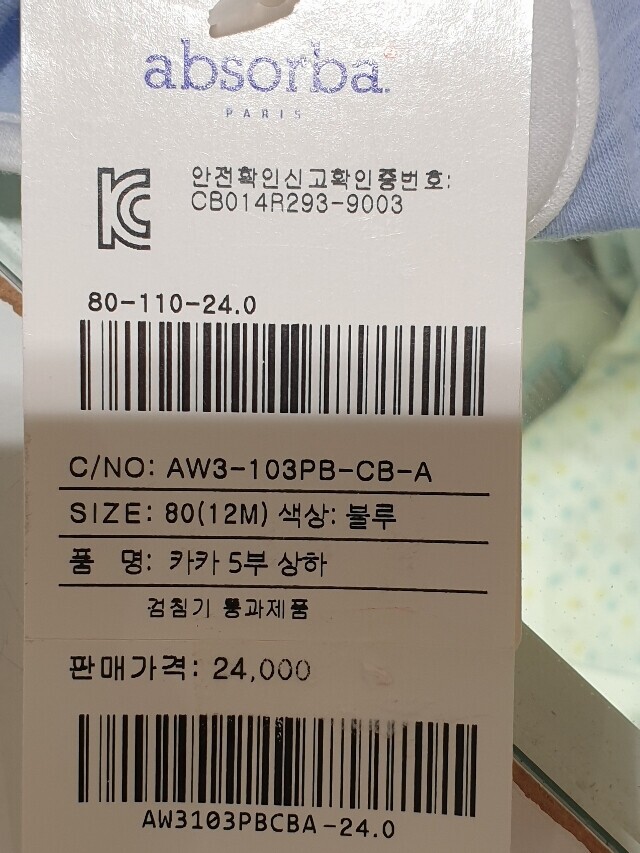 absorba
PARIS
안전확인신고확인증번호:
CB014R293-9003
80-110-24.0
C/NO: AW3-103PB-CB-A
SIZE: 80(12M) 색상: 불루
품 명: 카카 5부 상하
검침기 통과제품
판매가격: 24,000
AW3103PBCBA-24.0